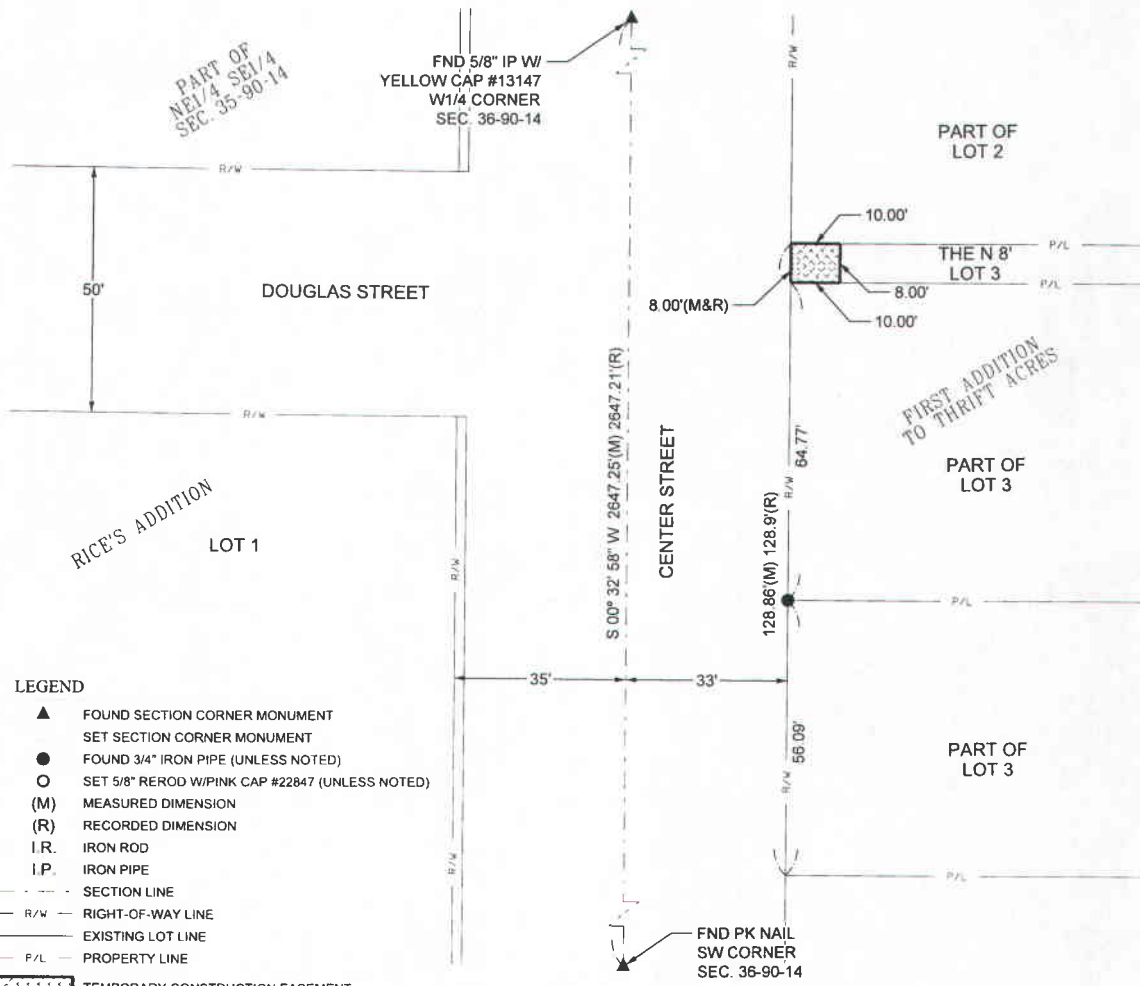 PART OF
NE1/4 SE1/4
SEC. 35-90-14
FND 5/8" IP W/
YELLOW CAP #13147
W1/4 CORNER
SEC. 36-90-14
R/W
R/W
PART OF
LOT 2
10.00'
P/L
THE N 8'
LOT 3
P/L
8.00'
10.00'
8.00'(M&R)
50'
DOUGLAS STREET
R/W
S 00° 32' 58" W 2647.25'(M) 2647.21'(R)
CENTER STREET
FIRST ADDITION
TO THRIFT ACRES
64.77'
R/W
128.86'(M) 128.9'(R)
PART OF
LOT 3
RICE'S ADDITION
LOT 1
R/W
P/L
35'
33'
56.09'
R/W
PART OF
LOT 3
R/W
P/L
FND PK NAIL
SW CORNER
SEC. 36-90-14
LEGEND
FOUND SECTION CORNER MONUMENT
SET SECTION CORNER MONUMENT
FOUND 3/4" IRON PIPE (UNLESS NOTED)
SET 5/8" REROD W/PINK CAP #22847 (UNLESS NOTED)
(M) MEASURED DIMENSION
(R) RECORDED DIMENSION
I.R. IRON ROD
I.P. IRON PIPE
SECTION LINE
R/W RIGHT-OF-WAY LINE
EXISTING LOT LINE
P/L PROPERTY LINE
TEMPORARY CONSTRUCTION EASEMENT